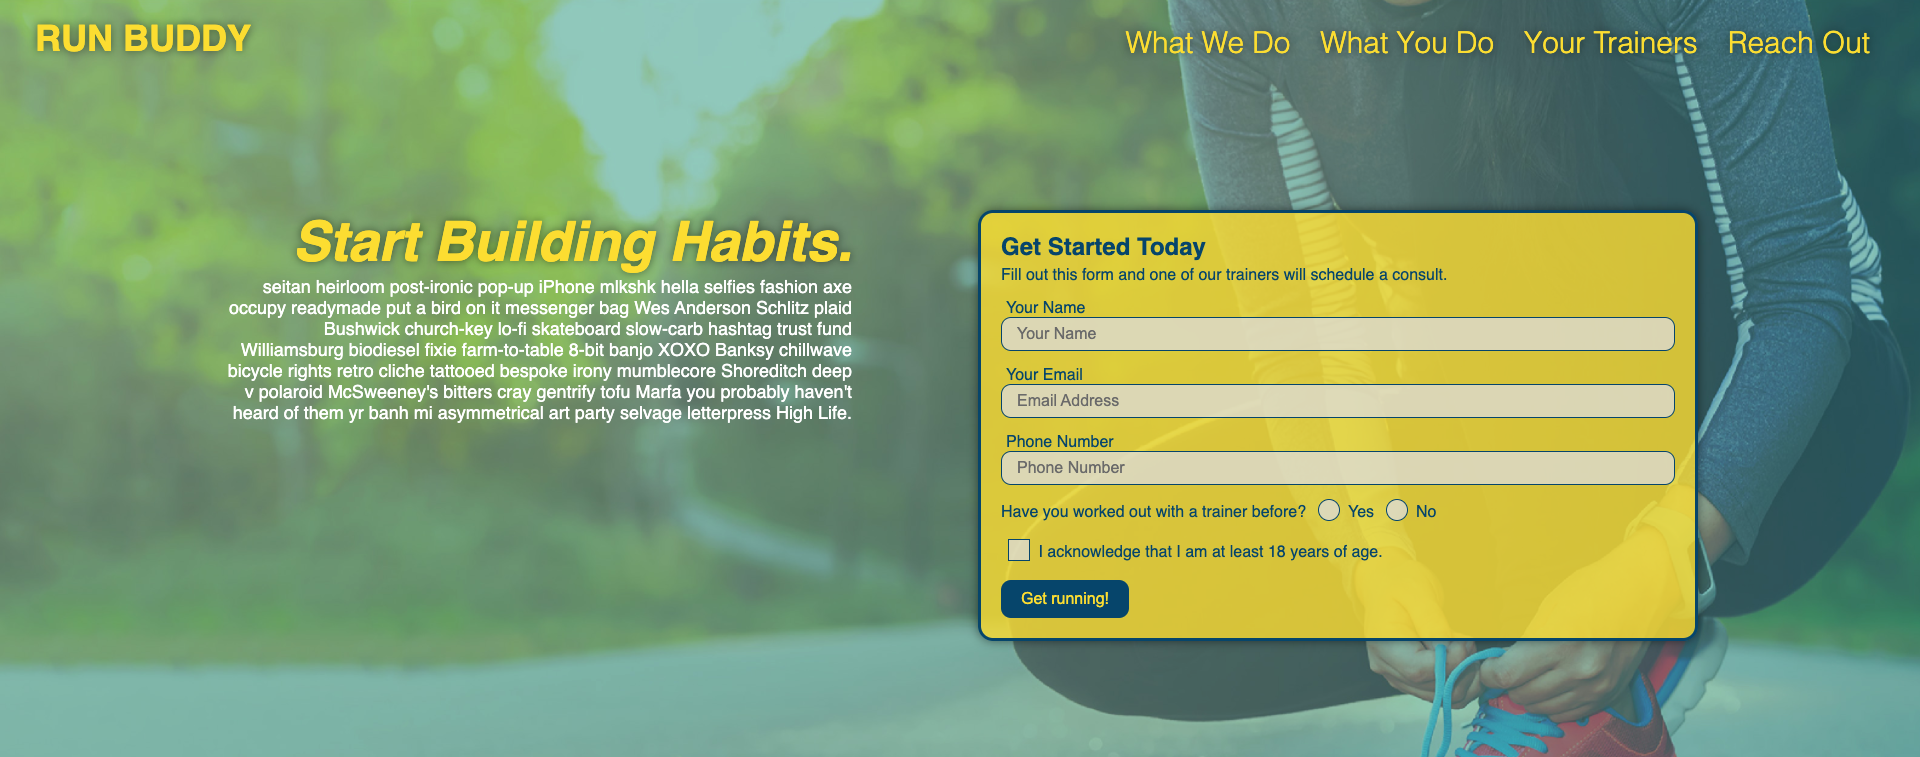 RUN BUDDY
What We Do
What You Do
Your Trainers
Reach Out
Start Building Habits.
seitan heirloom post-ironic pop-up iPhone mlkshk hella selfies fashion axe
occupy readymade put a bird on it messenger bag Wes Anderson Schlitz plaid
Bushwick church-key lo-fi skateboard slow-carb hashtag trust fund
Williamsburg biodiesel fixie farm-to-table 8-bit banjo XOXO Banksy chillwave
bicycle rights retro cliche tattooed bespoke irony mumblecore Shoreditch deep
v polaroid McSweeney's bitters cray gentrify tofu Marfa you probably haven't
heard of them yr banh mi asymmetrical art party selvage letterpress High Life.
Get Started Today
Fill out this form and one of our trainers will schedule a consult.
Your Name
Your Name
Your Email
Email Address
Phone Number
Phone Number
Have you worked out with a trainer before? Yes No
I acknowledge that I am at least 18 years of age.
Get running!